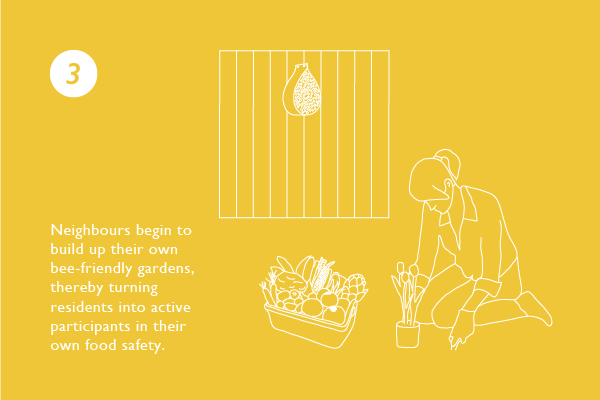 3
Neighbours begin to
build up their own
bee-friendly gardens,
thereby turning
residents into active
participants in their
own food safety.